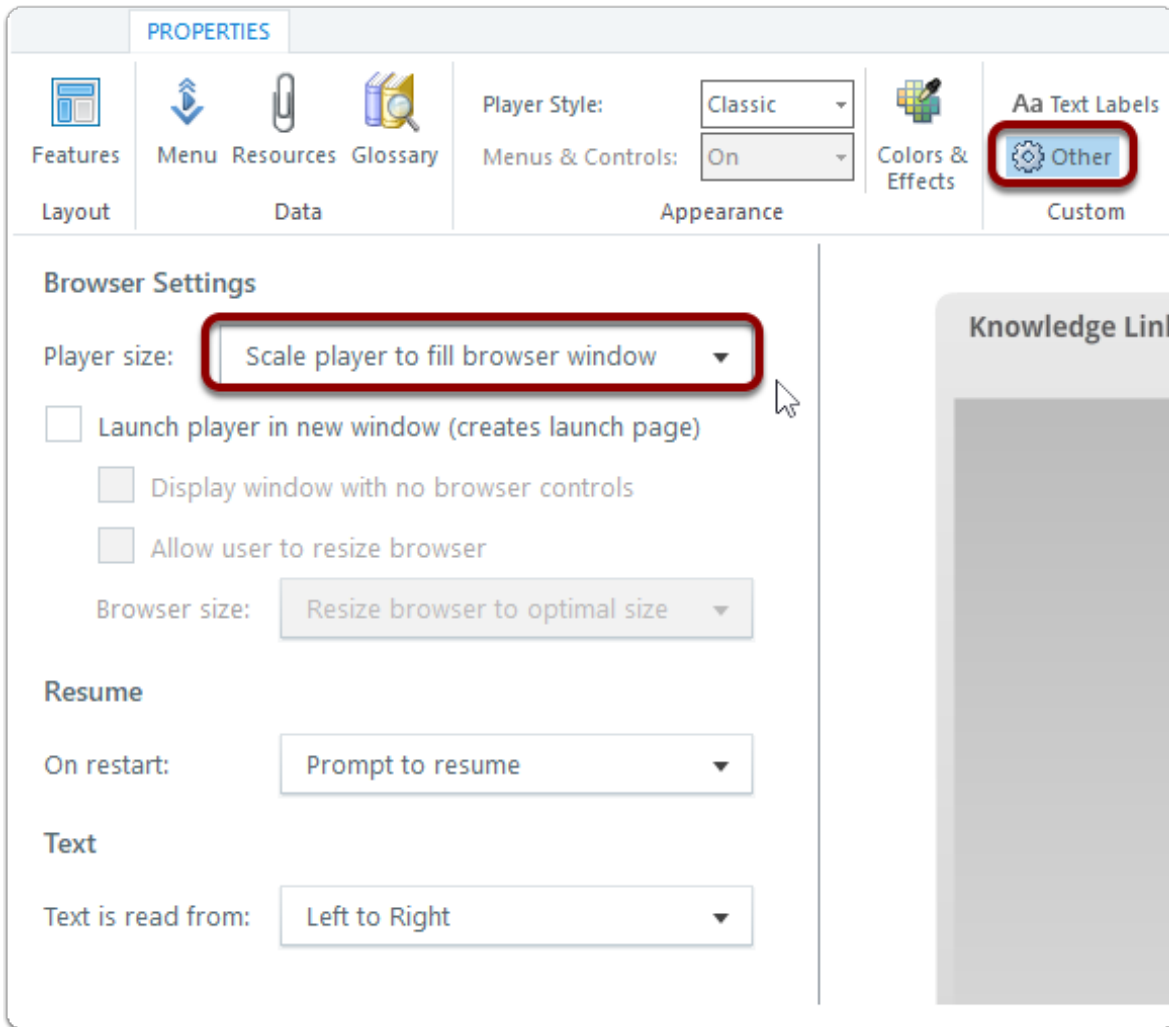 PROPERTIES
Features
Menu
Resources
Glossary
Player Style:
Classic
Menus & Controls:
On
Colors &
Effects
Aa Text Labels
Other
Layout
Data
Appearance
Custom
Browser Settings
Player size:
Scale player to fill browser window
Launch player in new window (creates launch page)
Display window with no browser controls
Allow user to resize browser
Browser size:
Resize browser to optimal size
Resume
On restart:
Prompt to resume
Text
Text is read from:
Left to Right
Knowledge Linl